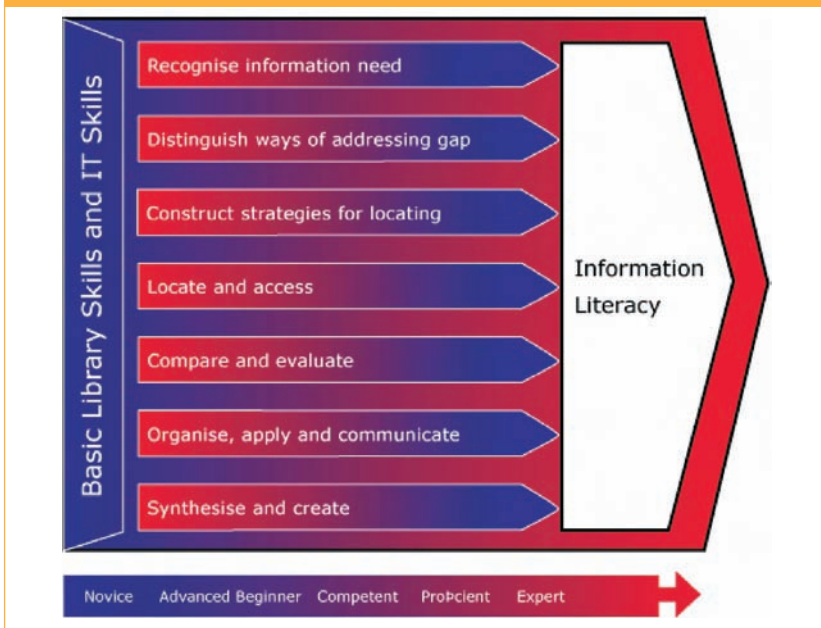 Basic Library Skills and IT Skills
Recognise information need
Distinguish ways of addressing gap
Construct strategies for locating
Locate and access
Compare and evaluate
Organise, apply and communicate
Synthesise and create
Information
Literacy
Novice Advanced Beginner Competent ProÞcient Expert